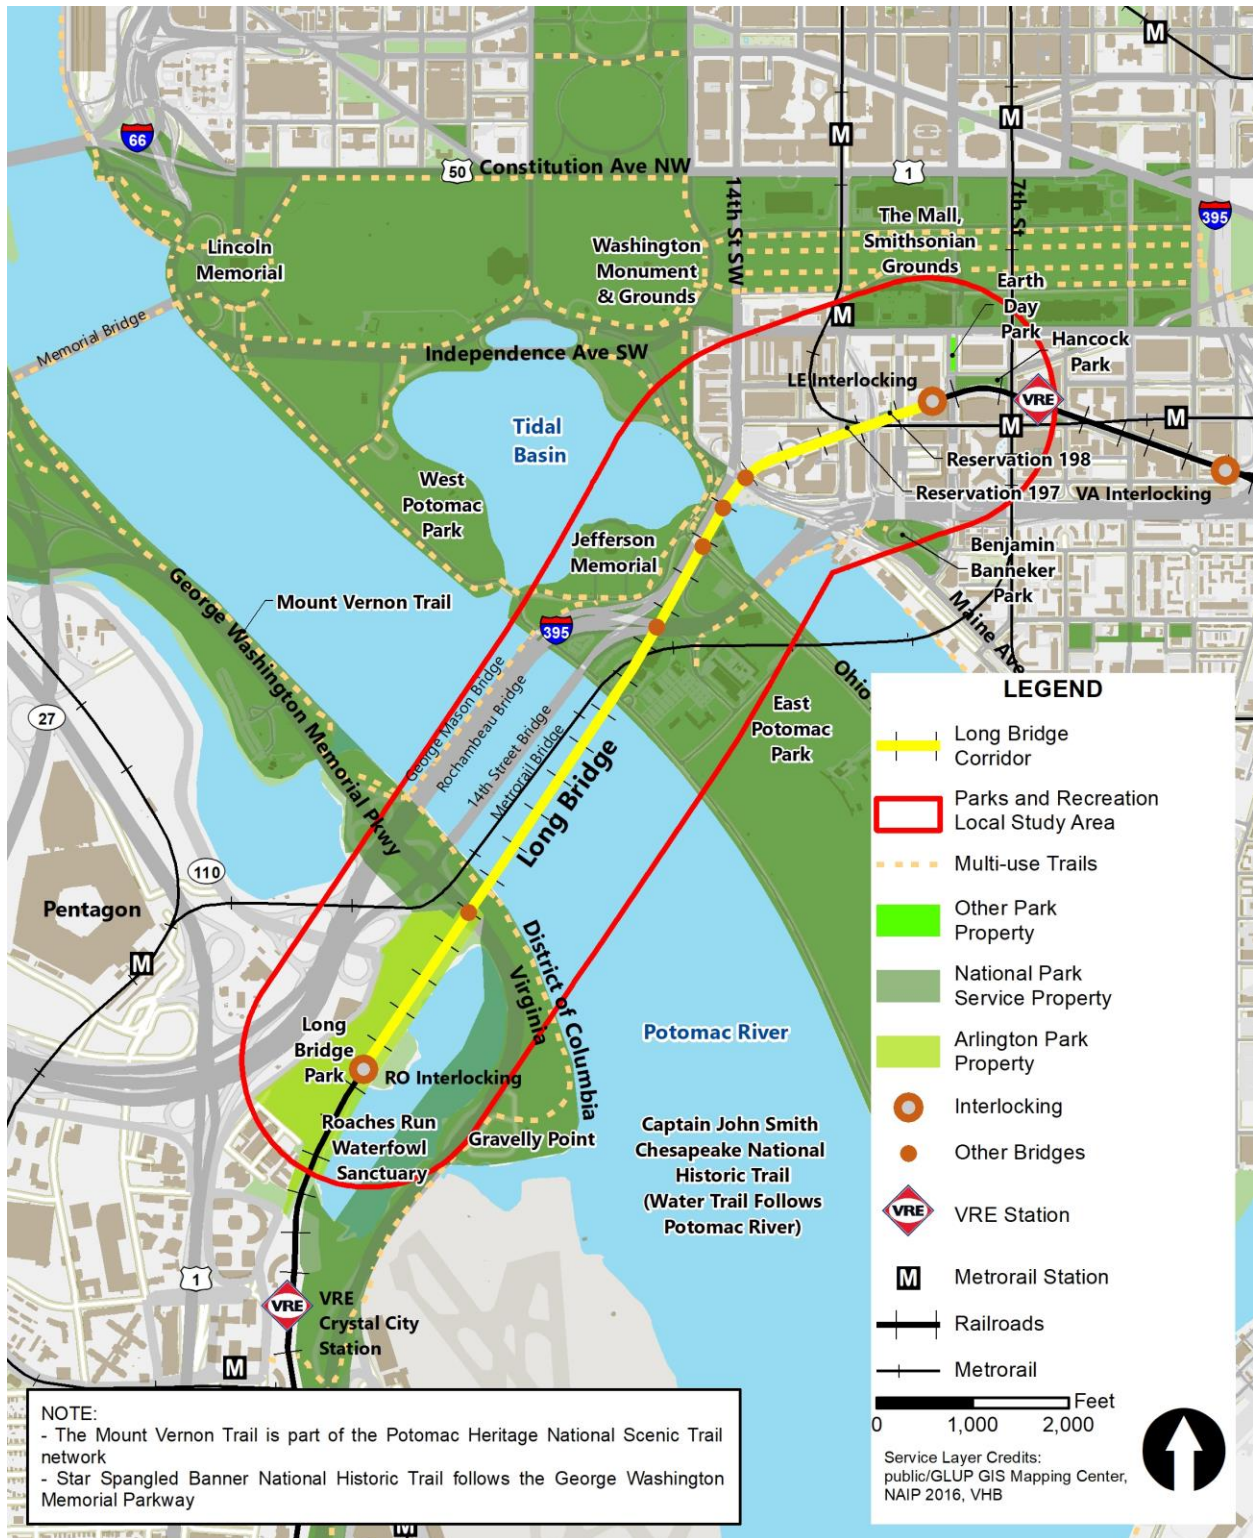 M
66
50
Constitution Ave NW
1
M
M
14th St SW
7th St
395
The Mall,
Smithsonian
Grounds
Lincoln
Memorial
Washington
Monument
& Grounds
Earth
Day
Park
M
Memorial Bridge
Independence Ave SW
Hancock
Park
LE Interlocking
VRE
Tidal
Basin
M
M
Reservation 198
West
Potomac
Park
Reservation 197
VA Interlocking
Jefferson
Memorial
Benjamin
Banneker
Park
George Washington Memorial Pkwy
Mount Vernon Trail
395
Maine Ave
Ohio
George Mason Bridge
Rochambeau Bridge
14th Street Bridge
Metrorail Bridge
Long Bridge
East
Potomac
Park
27
110
Pentagon
M
District of Columbia
Virginia
Long
Bridge
Park
RO Interlocking
Potomac River
Roaches Run
Waterfowl
Sanctuary
Gravelly Point
Captain John Smith
Chesapeake National
Historic Trail
(Water Trail Follows
Potomac River)
1
VRE
VRE
Crystal City
Station
M
M
LEGEND
Long Bridge
Corridor
Parks and Recreation
Local Study Area
Multi-use Trails
Other Park
Property
National Park
Service Property
Arlington Park
Property
Interlocking
Other Bridges
VRE
VRE Station
M
Metrorail Station
Railroads
Metrorail
Feet
0 1,000 2,000
Service Layer Credits:
public/GLUP GIS Mapping Center,
NAIP 2016, VHB
NOTE:
- The Mount Vernon Trail is part of the Potomac Heritage National Scenic Trail
network
- Star Spangled Banner National Historic Trail follows the George Washington
Memorial Parkway